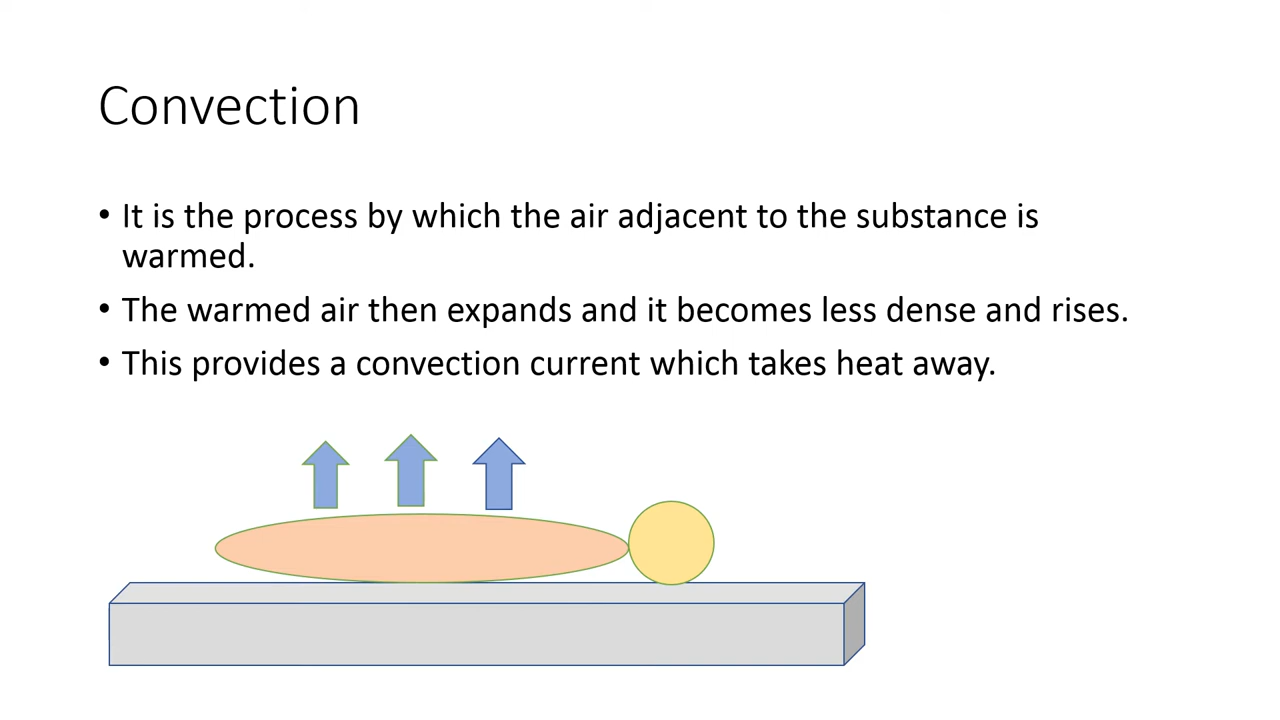 Convection
• It is the process by which the air adjacent to the substance is
warmed.
• The warmed air then expands and it becomes less dense and rises.
• This provides a convection current which takes heat away.